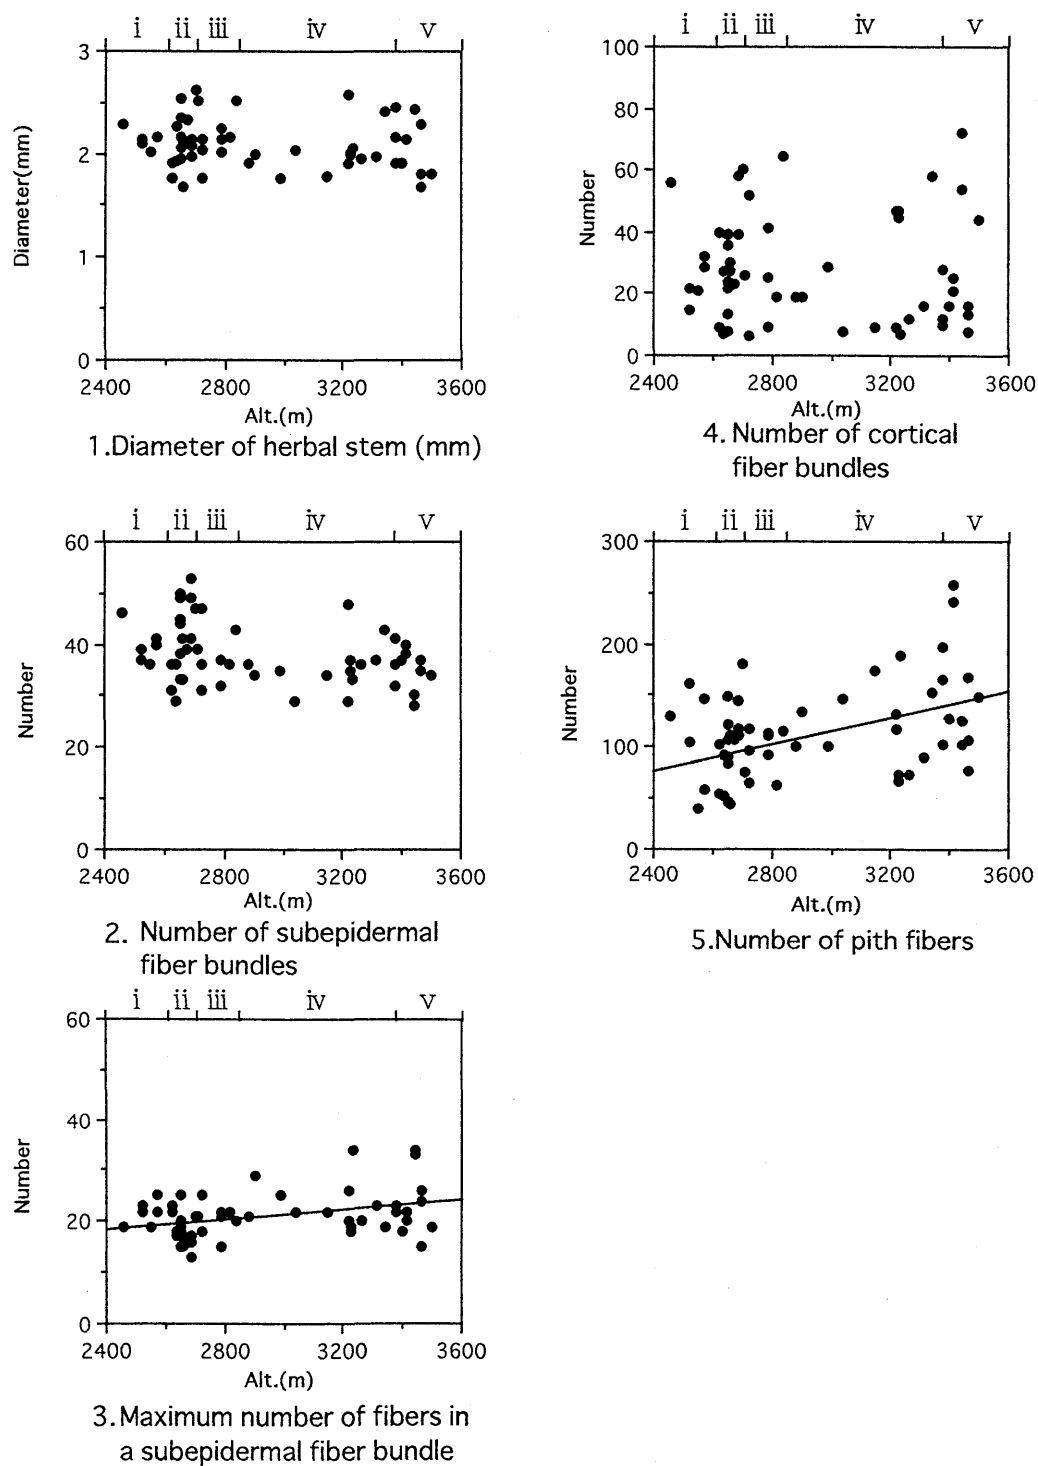 i ii iii iv v
3
2
1
0
Diameter(mm)
2400 2800 3200 3600
Alt.(m)
1.Diameter of herbal stem (mm)
i ii iii iv v
100
80
60
40
20
0
Number
2400 2800 3200 3600
Alt.(m)
4. Number of cortical
fiber bundles
i ii iii iv v
60
40
20
0
Number
2400 2800 3200 3600
Alt.(m)
2. Number of subepidermal
fiber bundles
i ii iii iv v
300
200
100
0
Number
2400 2800 3200 3600
Alt.(m)
5.Number of pith fibers
i ii iii iv v
60
40
20
0
Number
2400 2800 3200 3600
Alt.(m)
3.Maximum number of fibers in
a subepidermal fiber bundle